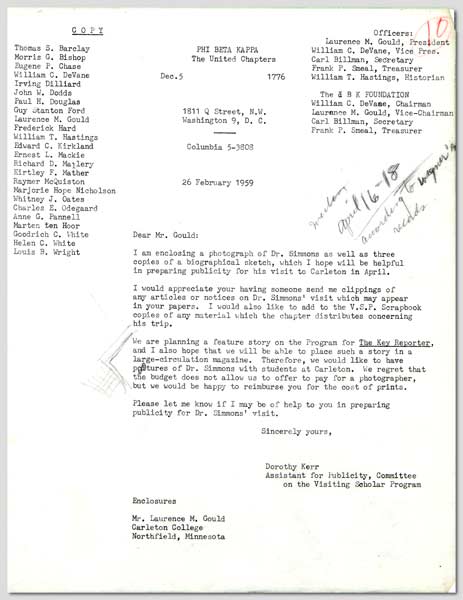 COPY
10
Thomas S. Barclay
Morris G. Bishop
Eugene P. Chase
William C. DeVane
Irving Dilliard
John W. Dodds
Paul H. Douglas
Guy Stanton Ford
Laurence M. Gould
Frederick Hard
William T. Hastings
Edward C. Kirkland
Ernest L. Mackie
Richard D. Mallery
Kirtley F. Mather
Raymer McQuiston
Marjorie Hope Nicholson
Whitney J. Oates
Charles E. Odegaard
Anne G. Pannell
Marten ten Hoor
Goodrich C. White
Helen C. White
Louis B. Wright
PHI BETA KAPPA
The United Chapters
Dec.5 1776
1811 Q Street, N.W.
Washington 9, D. C.
Columbia 5-3808
26 February 1959
Officers:
Laurence M. Gould, President
William C. DeVane, Vice Pres.
Carl Billman, Secretary
Frank P. Smeal, Treasurer
William T. Hastings, Historian
The Φ B K FOUNDATION
William C. DeVane, Chairman
Laurence M. Gould, Vice-Chairman
Carl Billman, Secretary
Frank P. Smeal, Treasurer
April 16-18
according to
records
Dear Mr. Gould:
I am enclosing a photograph of Dr. Simmons as well as three
copies of a biographical sketch, which I hope will be helpful
in preparing publicity for his visit to Carleton in April.
I would appreciate your having someone send me clippings of
any articles or notices on Dr. Simmons' visit which may appear
in your papers. I would also like to add to the V.S.P. Scrapbook
copies of any material which the chapter distributes concerning
his trip.
We are planning a feature story on the Program for The Key Reporter,
and I also hope that we will be able to place such a story in a
large-circulation magazine. Therefore, we would like to have
pictures of Dr. Simmons with students at Carleton. We regret that
the budget does not allow us to offer to pay for a photographer,
but we would be happy to reimburse you for the cost of prints.
Please let me know if I may be of help to you in preparing
publicity for Dr. Simmons' visit.
Sincerely yours,
Dorothy Kerr
Assistant for Publicity, Committee
on the Visiting Scholar Program
Enclosures
Mr. Laurence M. Gould
Carleton College
Northfield, Minnesota